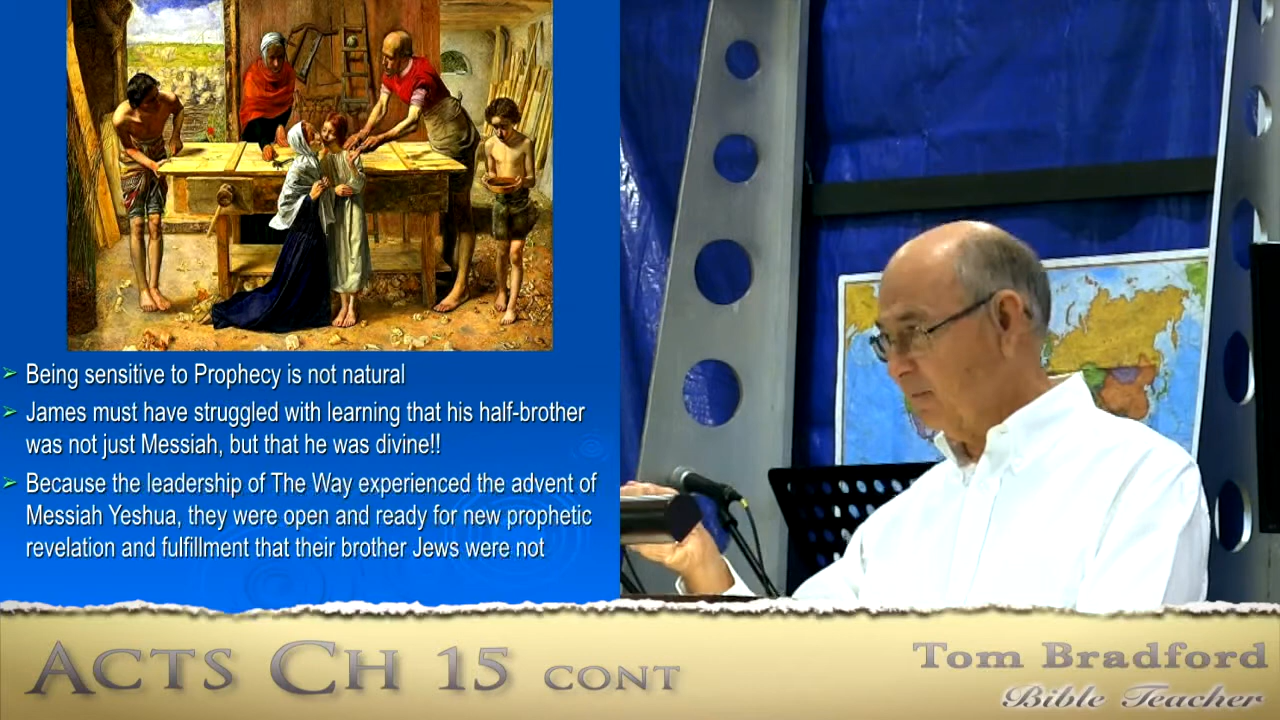 ➢ Being sensitive to Prophecy is not natural
➢ James must have struggled with learning that his half-brother
was not just Messiah, but that he was divine!!
➢ Because the leadership of The Way experienced the advent of
Messiah Yeshua, they were open and ready for new prophetic
revelation and fulfillment that their brother Jews were not
ACTS CH 15 CONT
Tom Bradford
Bible Teacher